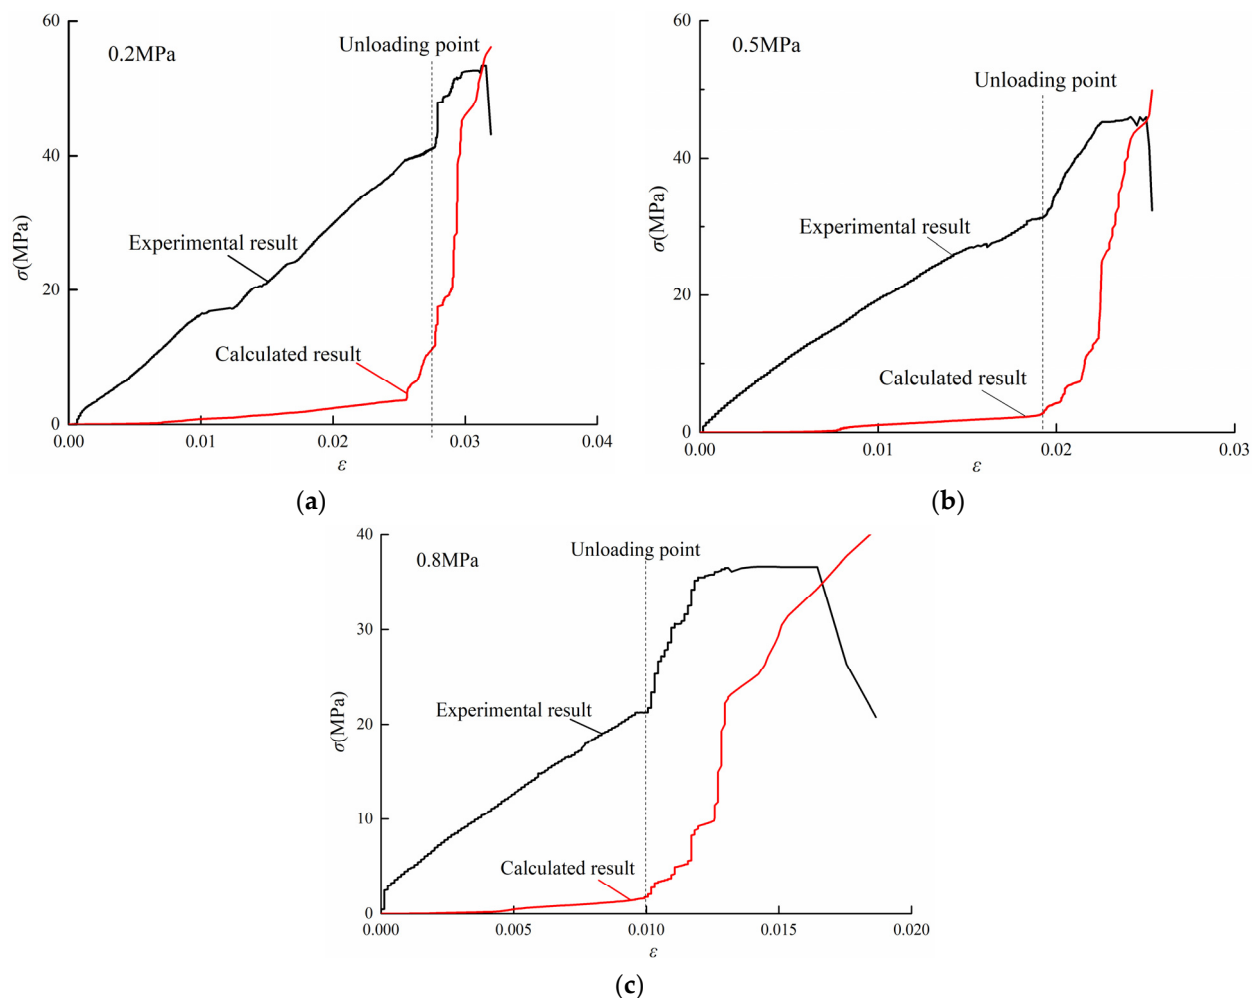 60
0.2MPa
Unloading point
40
σ(MPa)
Experimental result
20
Calculated result
0
0.00
0.01
0.02
0.03
0.04
ε
(a)
60
0.5MPa
Unloading point
40
σ(MPa)
Experimental result
20
Calculated result
0
0.00
0.01
0.02
0.03
ε
(b)
40
0.8MPa
Unloading point
30
σ(MPa)
Experimental result
20
10
Calculated result
0
0.000
0.005
0.010
0.015
0.020
ε
(c)